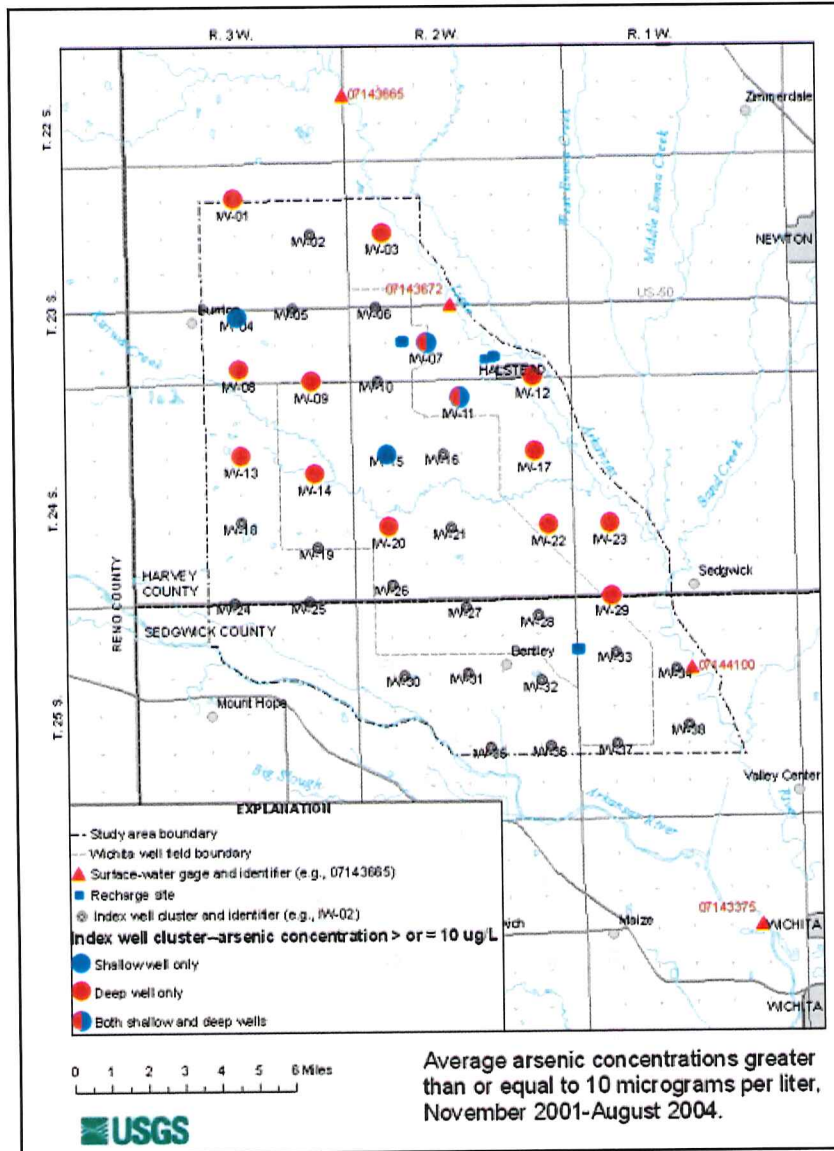 R. 3 W.
R. 2 W.
R. 1 W.
T. 22 S.
T. 23 S.
T. 24 S.
T. 25 S.
07143665
Zimmerdale
West Emma Creek
Middle Emma Creek
NEWTON
IW-01
IW-02
IW-03
07143672
US-50
Burrton
IW-04
IW-05
IW-06
IW-07
HALSTEAD
IW-08
IW-09
IW-10
IW-11
IW-12
Arkansas
IW-13
IW-14
IW-15
IW-16
IW-17
Sand Creek
IW-18
IW-19
IW-20
IW-21
IW-22
IW-23
RENO COUNTY
HARVEY COUNTY
SEDGWICK COUNTY
Sedgwick
IW-24
IW-25
IW-26
IW-27
IW-28
IW-29
Bentley
IW-30
IW-31
IW-32
IW-33
IW-34
07144100
Mount Hope
IW-35
IW-36
IW-37
IW-38
Big Slough
Arkansas River
Valley Center
07143375
Maize
WICHITA
WICHITA
EXPLANATION
Study area boundary
Wichita well field boundary
Surface-water gage and identifier (e.g., 07143665)
Recharge site
Index well cluster and identifier (e.g., IW-02)
Index well cluster--arsenic concentration > or = 10 ug/L
Shallow well only
Deep well only
Both shallow and deep wells
0 1 2 3 4 5 6 Miles
Average arsenic concentrations greater
than or equal to 10 micrograms per liter,
November 2001-August 2004.
USGS